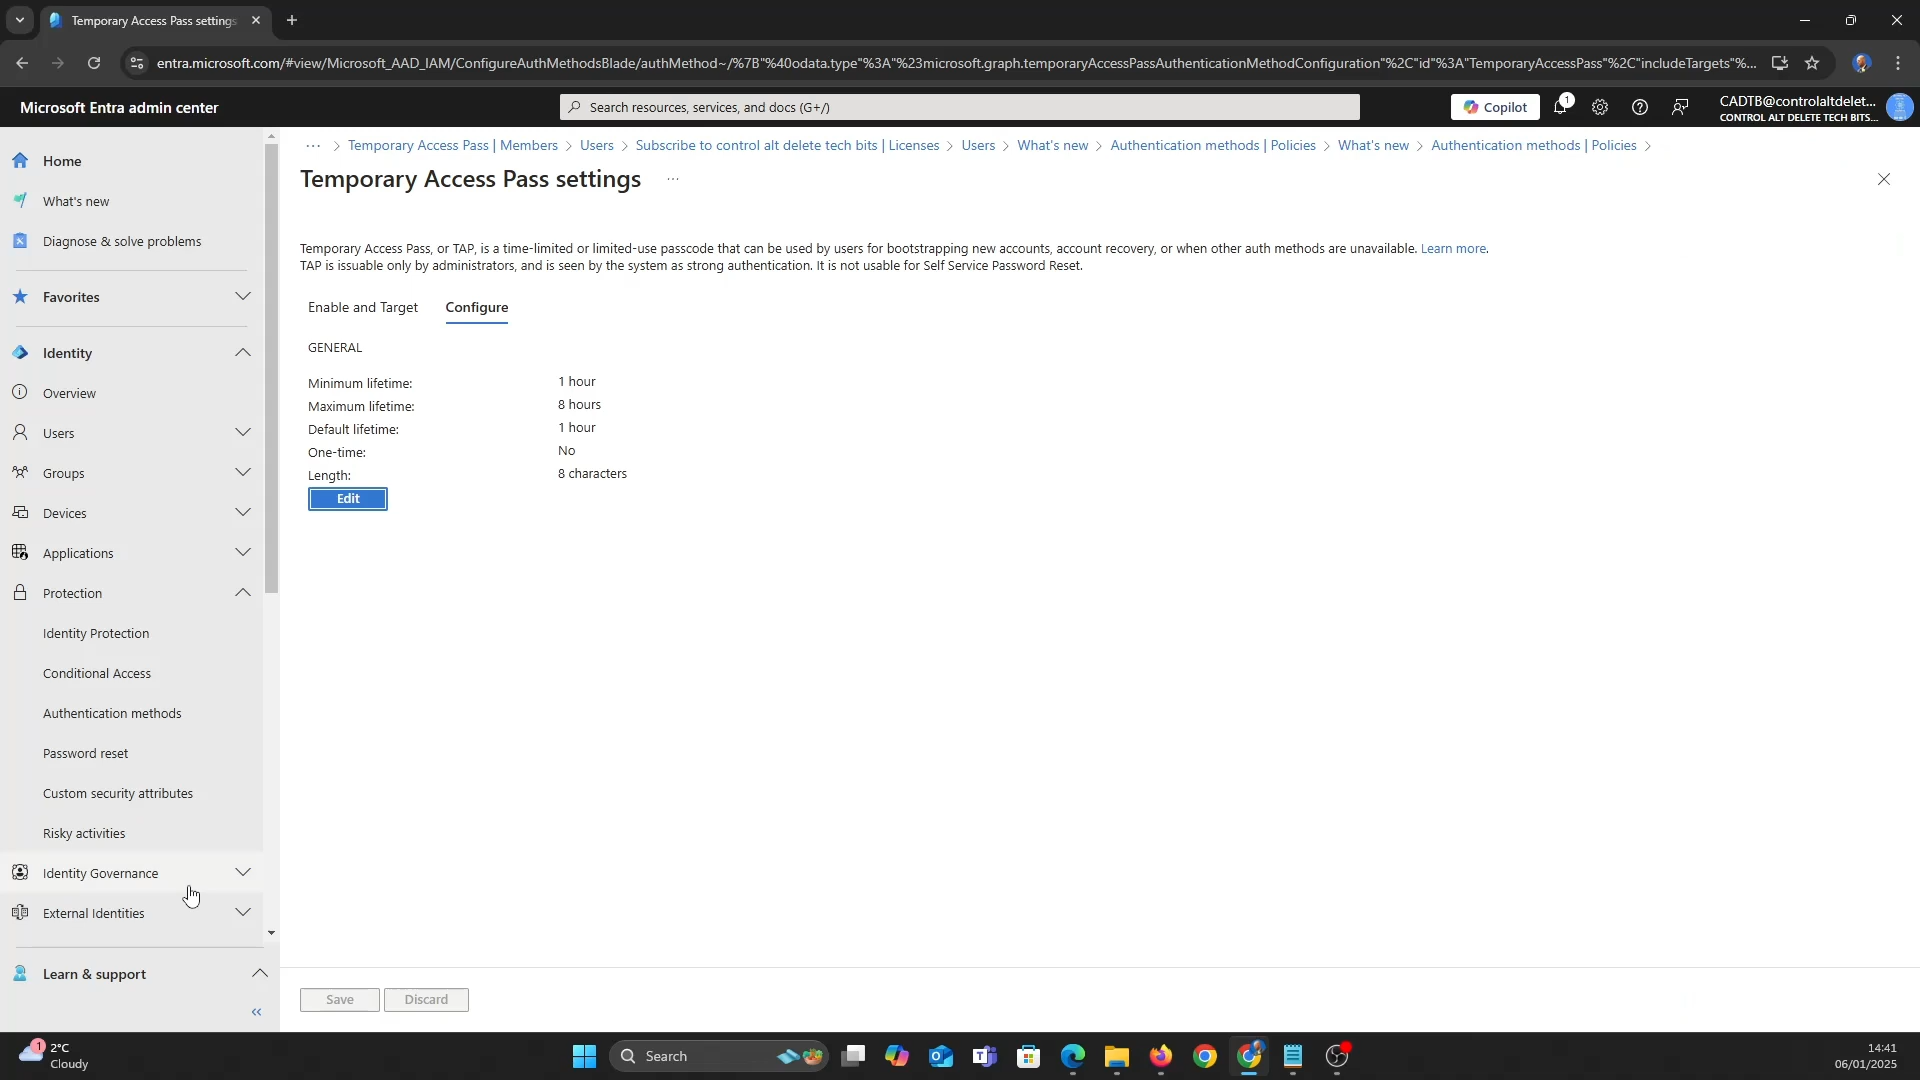 Temporary Access Pass settings
entra.microsoft.com/#view/Microsoft_AAD_IAM/ConfigureAuthMethodsBlade/authMethod~/%7B"%40odata.type"%3A"%23microsoft.graph.temporaryAccessPassAuthenticationMethodConfiguration"%2C"id"%3A"TemporaryAccessPass"%2C"includeTargets"%...
Microsoft Entra admin center
Search resources, services, and docs (G+/)
Copilot
1
CADTB@controlaltdelet...
CONTROL ALT DELETE TECH BITS...
Home
What's new
Diagnose & solve problems
Favorites
Identity
Overview
Users
Groups
Devices
Applications
Protection
Identity Protection
Conditional Access
Authentication methods
Password reset
Custom security attributes
Risky activities
Identity Governance
External Identities
Learn & support
··· > Temporary Access Pass | Members > Users > Subscribe to control alt delete tech bits | Licenses > Users > What's new > Authentication methods | Policies > What's new > Authentication methods | Policies >
Temporary Access Pass settings ···
Temporary Access Pass, or TAP, is a time-limited or limited-use passcode that can be used by users for bootstrapping new accounts, account recovery, or when other auth methods are unavailable. Learn more.
TAP is issuable only by administrators, and is seen by the system as strong authentication. It is not usable for Self Service Password Reset.
Enable and Target Configure
GENERAL
Minimum lifetime: 1 hour
Maximum lifetime: 8 hours
Default lifetime: 1 hour
One-time: No
Length: 8 characters
Edit
Save Discard
1
2°C
Cloudy
Search
14:41
06/01/2025